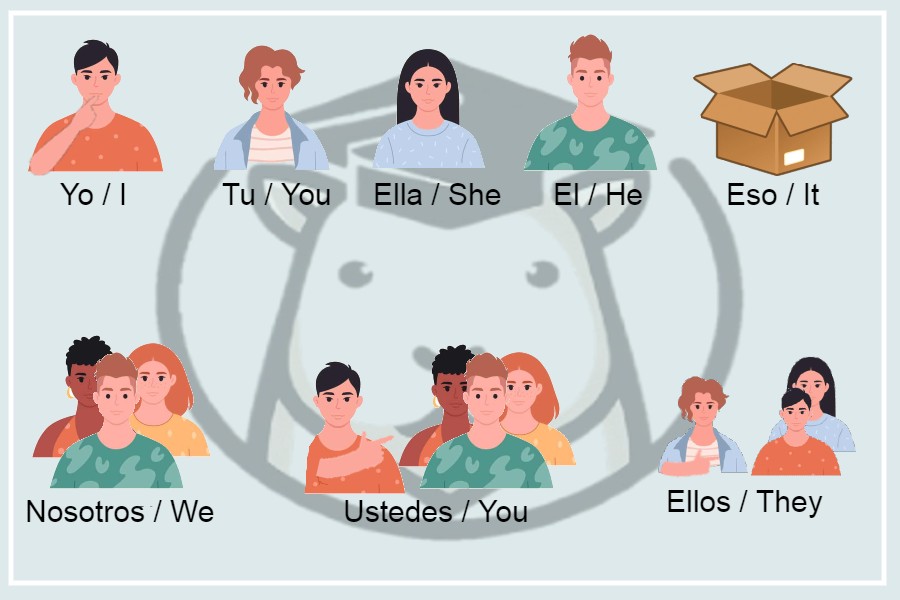 Yo / I
Tu / You
Ella / She
El / He
Eso / It
Nosotros / We
Ustedes / You
Ellos / They